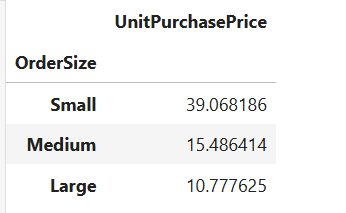 UnitPurchasePrice
OrderSize
Small 39.068186
Medium 15.486414
Large 10.777625